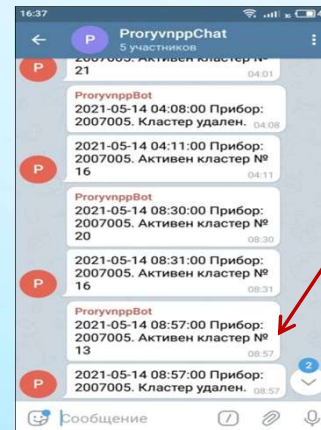 16:37
ProryvnppChat
5 участников
2007005. Активен кластер №
21
04:01
ProryvnppBot
2021-05-14 04:08:00 Прибор:
2007005. Кластер удален. 04:08
2021-05-14 04:11:00 Прибор:
2007005. Активен кластер №
16
04:11
ProryvnppBot
2021-05-14 08:30:00 Прибор:
2007005. Активен кластер №
20
08:30
2021-05-14 08:31:00 Прибор:
2007005. Активен кластер №
16
08:31
ProryvnppBot
2021-05-14 08:57:00 Прибор:
2007005. Активен кластер №
13
08:57
2021-05-14 08:57:00 Прибор:
2007005. Кластер удален. 08:57
2
Сообщение